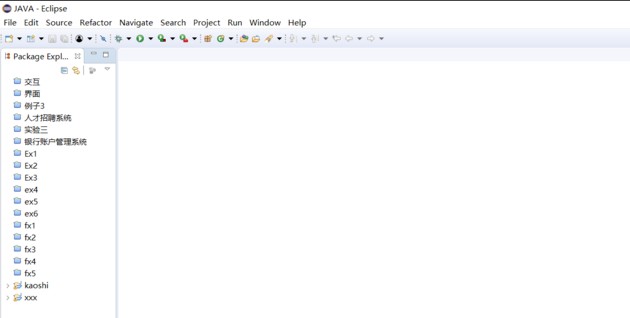 JAVA - Eclipse
File Edit Source Refactor Navigate Search Project Run Window Help
Package Expl...
交互
界面
例子3
人才招聘系统
实验三
银行账户管理系统
Ex1
Ex2
Ex3
ex4
ex5
ex6
fx1
fx2
fx3
fx4
fx5
kaoshi
xxx